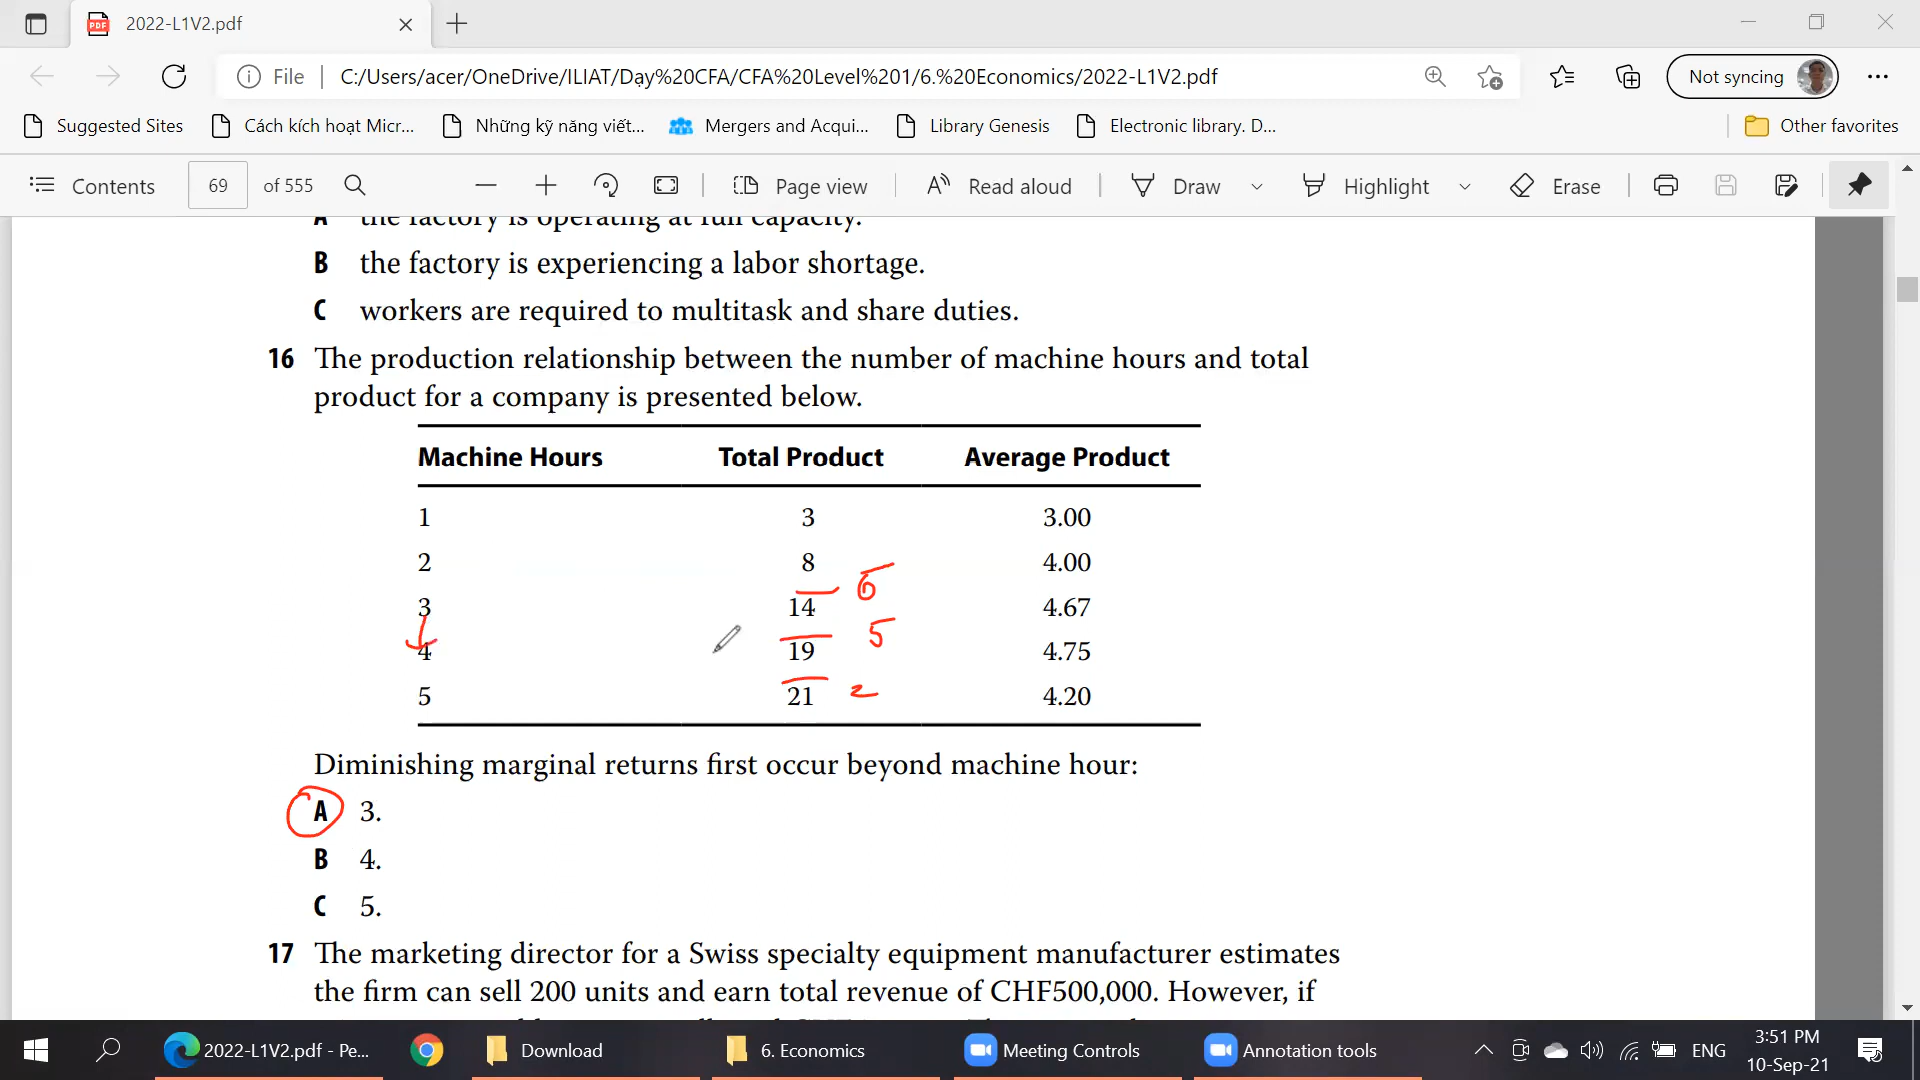 2022-L1V2.pdf
File C:/Users/acer/OneDrive/ILIAT/Dạy%20CFA/CFA%20Level%201/6.%20Economics/2022-L1V2.pdf Not syncing
Suggested Sites Cách kích hoạt Micr... Những kỹ năng viết... Mergers and Acqui... Library Genesis Electronic library. D... Other favorites
Contents 69 of 555 Page view Read aloud Draw Highlight Erase
A the factory is operating at full capacity.
B the factory is experiencing a labor shortage.
C workers are required to multitask and share duties.
16 The production relationship between the number of machine hours and total
product for a company is presented below.
Machine Hours Total Product Average Product
1 3 3.00
2 8 4.00
6
3 14 4.67
5
4 19 4.75
5 21 2 4.20
Diminishing marginal returns first occur beyond machine hour:
A 3.
B 4.
C 5.
17 The marketing director for a Swiss specialty equipment manufacturer estimates
the firm can sell 200 units and earn total revenue of CHF500,000. However, if
2022-L1V2.pdf - Pe... Download 6. Economics Meeting Controls Annotation tools ENG 3:51 PM
10-Sep-21